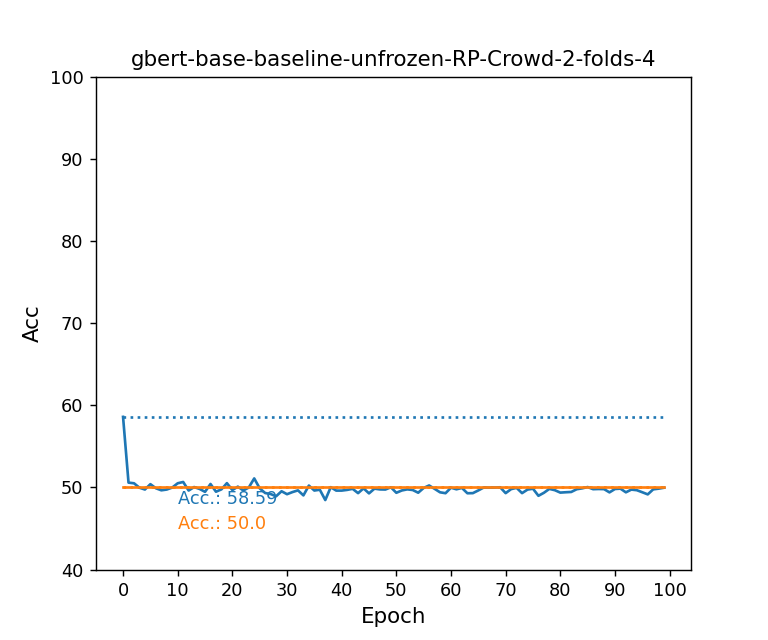 gbert-base-baseline-unfrozen-RP-Crowd-2-folds-4
100
90
80
70
60
50
40
Acc
Acc.: 58.59
Acc.: 50.0
0 10 20 30 40 50 60 70 80 90 100
Epoch